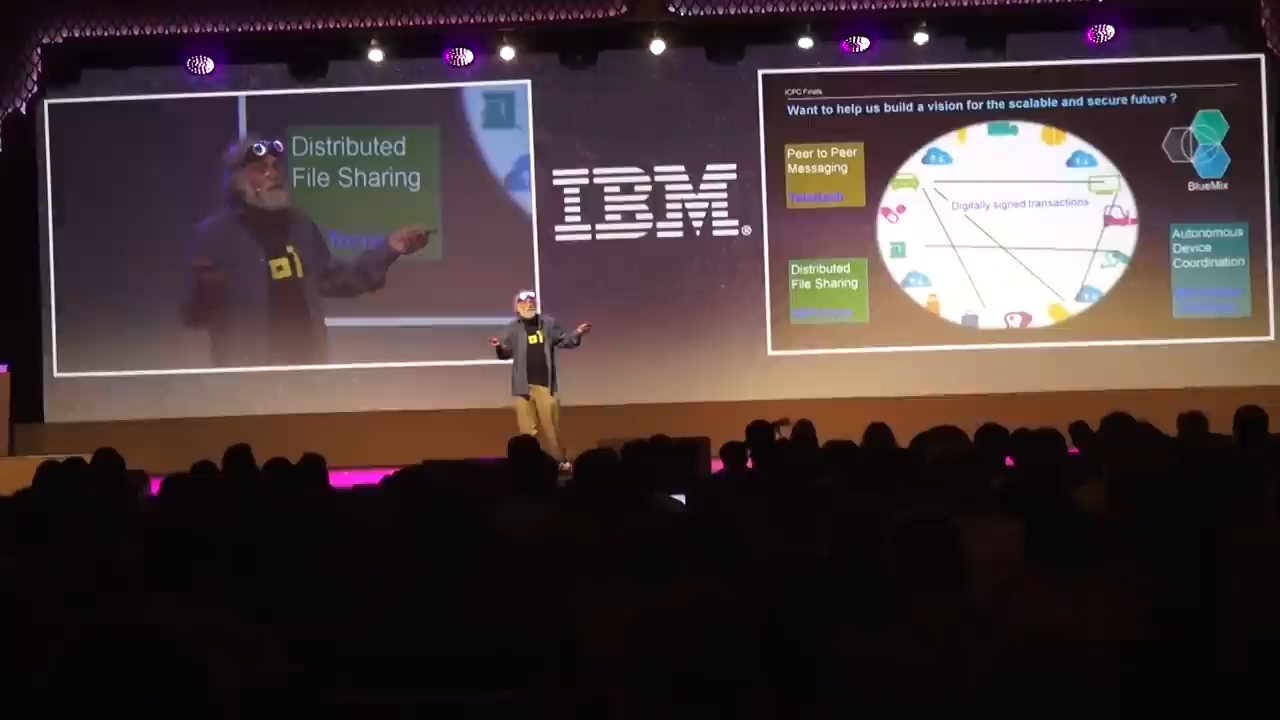 Distributed
File Sharing
IBM®
ICPC Finals
Want to help us build a vision for the scalable and secure future ?
Peer to Peer
Messaging
TeleHash
Digitally signed transactions
BlueMix
Distributed
File Sharing
Autonomous
Device
Coordination